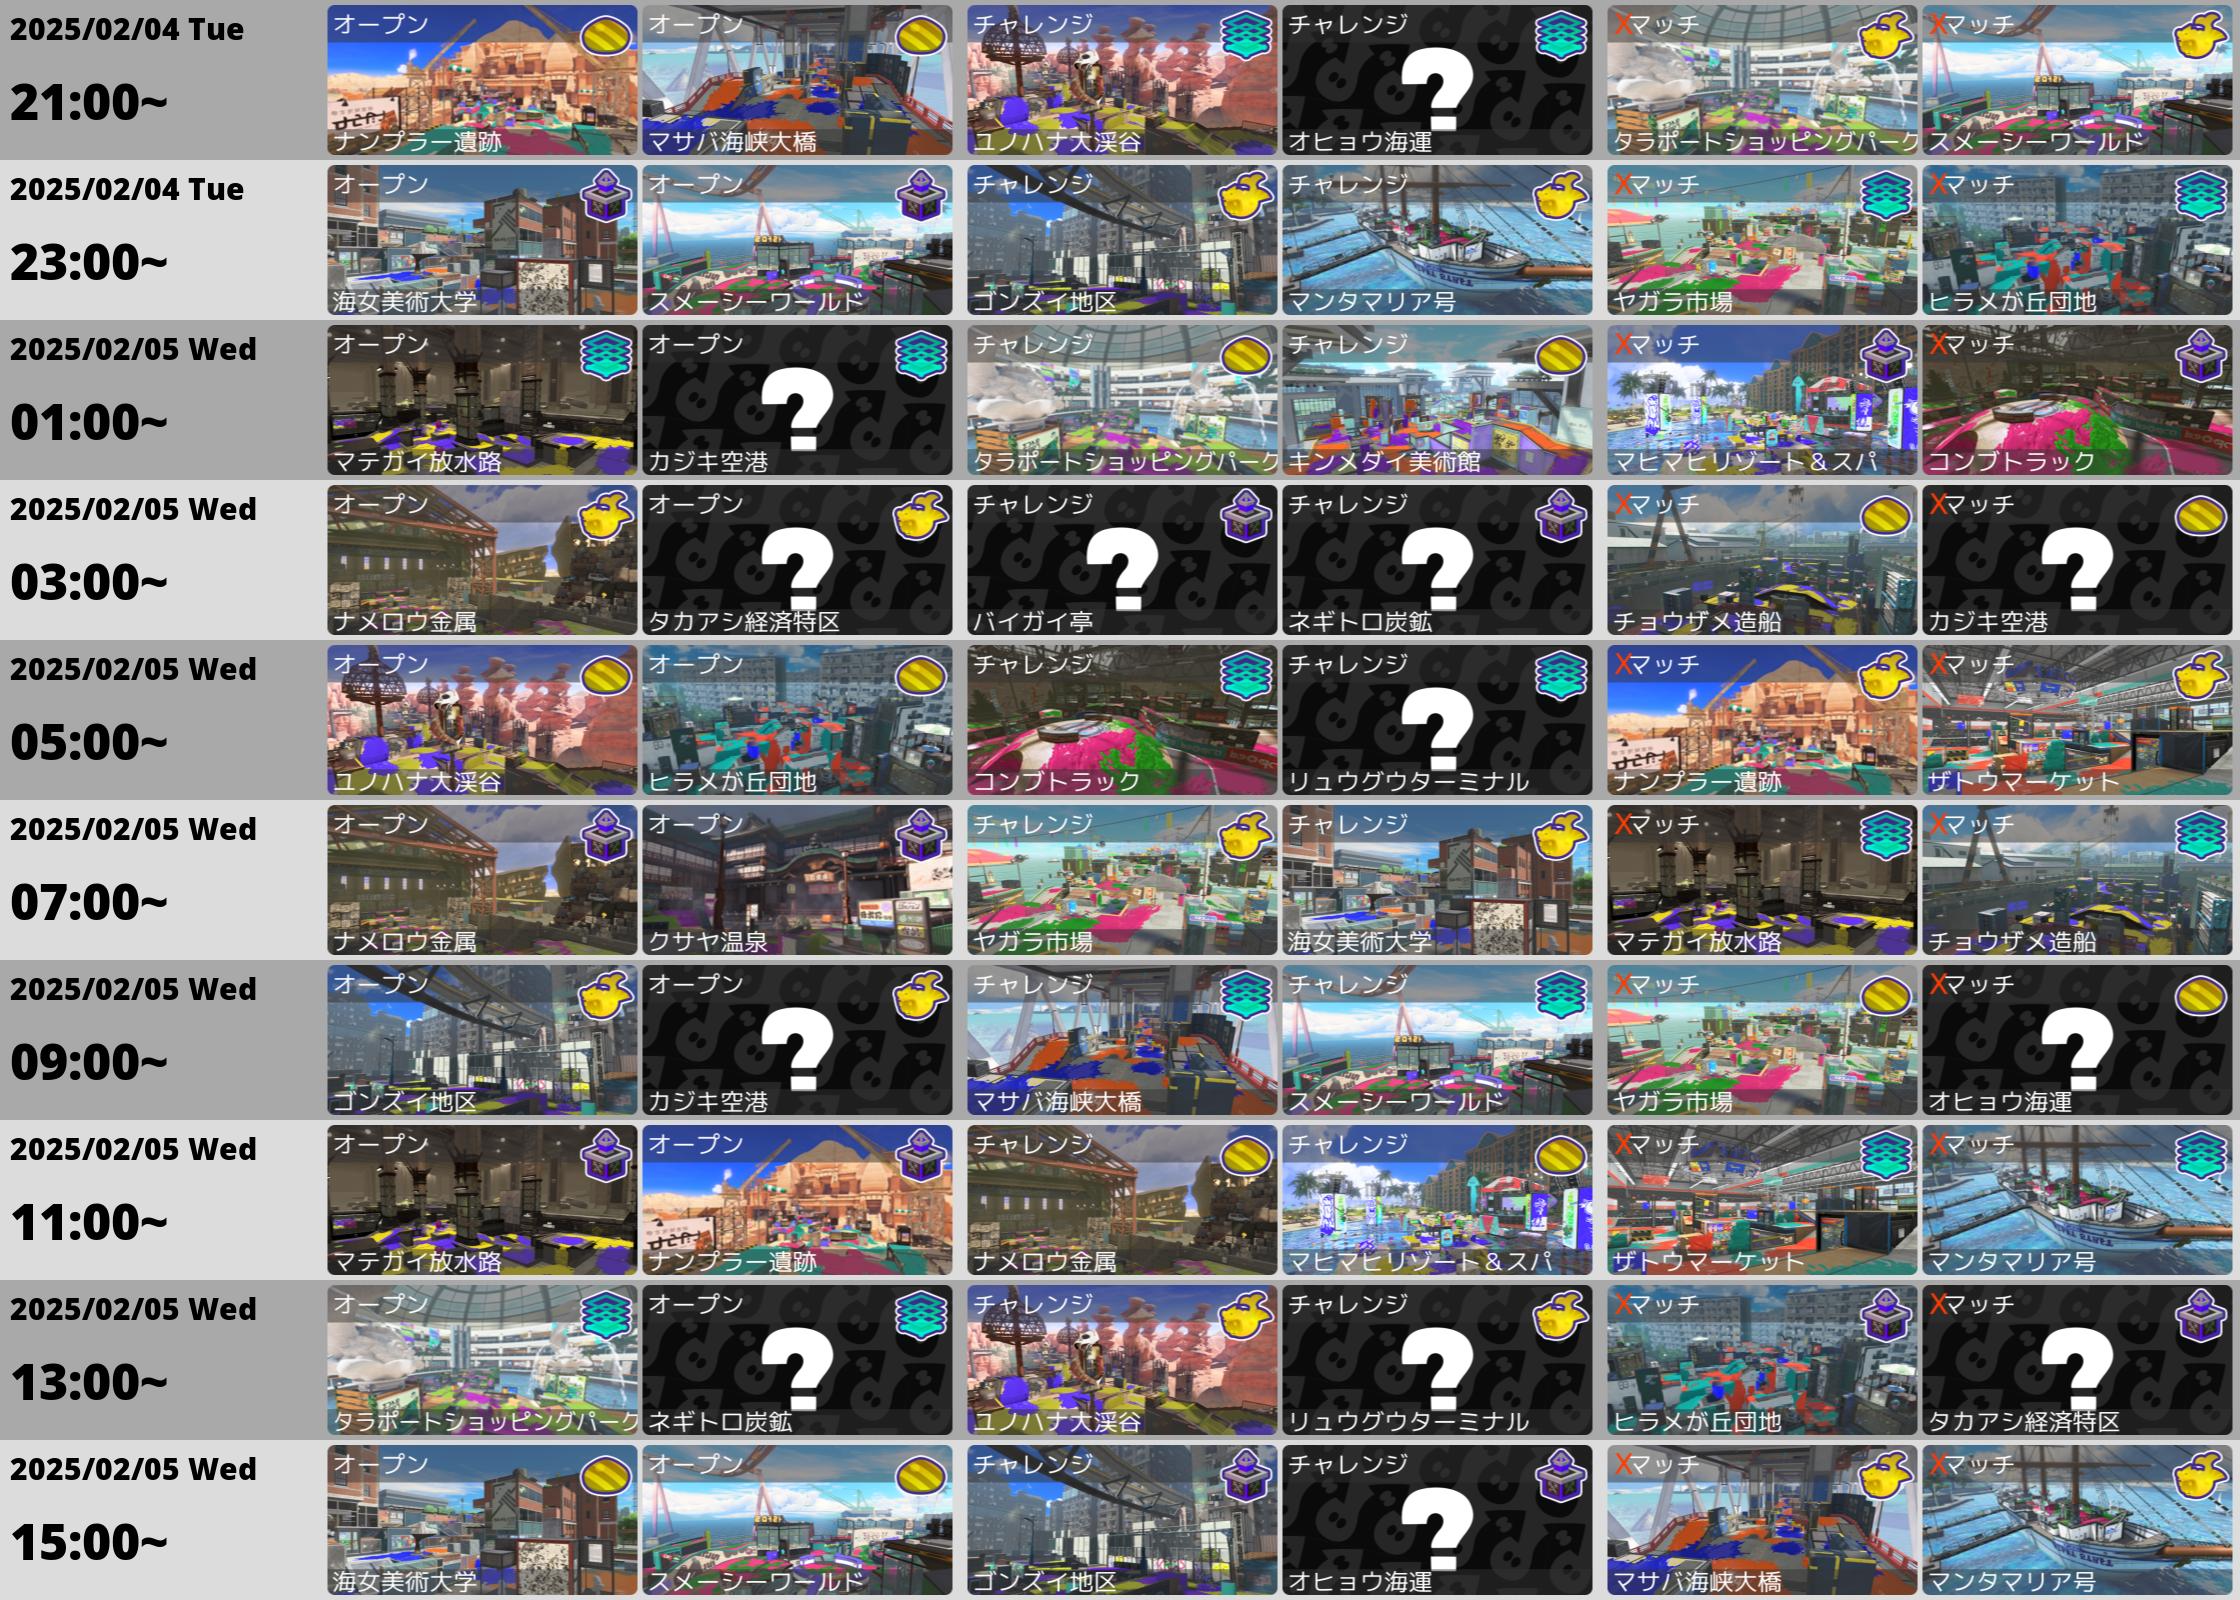 2025/02/04 Tue
21:00~
オープン オープン チャレンジ チャレンジ Xマッチ Xマッチ
ナンプラー遺跡 マサバ海峡大橋 ユノハナ大渓谷 オヒョウ海運 タラポートショッピングパーク スメーシーワールド
2025/02/04 Tue
23:00~
オープン オープン チャレンジ チャレンジ Xマッチ Xマッチ
海女美術大学 スメーシーワールド ゴンズイ地区 マンタマリア号 ヤガラ市場 ヒラメが丘団地
2025/02/05 Wed
01:00~
オープン オープン チャレンジ チャレンジ Xマッチ Xマッチ
マテガイ放水路 カジキ空港 タラポートショッピングパーク キンメダイ美術館 マヒマヒリゾート＆スパ コンブトラック
2025/02/05 Wed
03:00~
オープン オープン チャレンジ チャレンジ Xマッチ Xマッチ
ナメロウ金属 タカアシ経済特区 バイガイ亭 ネギトロ炭鉱 チョウザメ造船 カジキ空港
2025/02/05 Wed
05:00~
オープン オープン チャレンジ チャレンジ Xマッチ Xマッチ
ユノハナ大渓谷 ヒラメが丘団地 コンブトラック リュウグウターミナル ナンプラー遺跡 ザトウマーケット
2025/02/05 Wed
07:00~
オープン オープン チャレンジ チャレンジ Xマッチ Xマッチ
ナメロウ金属 クサヤ温泉 ヤガラ市場 海女美術大学 マテガイ放水路 チョウザメ造船
2025/02/05 Wed
09:00~
オープン オープン チャレンジ チャレンジ Xマッチ Xマッチ
ゴンズイ地区 カジキ空港 マサバ海峡大橋 スメーシーワールド ヤガラ市場 オヒョウ海運
2025/02/05 Wed
11:00~
オープン オープン チャレンジ チャレンジ Xマッチ Xマッチ
マテガイ放水路 ナンプラー遺跡 ナメロウ金属 マヒマヒリゾート＆スパ ザトウマーケット マンタマリア号
2025/02/05 Wed
13:00~
オープン オープン チャレンジ チャレンジ Xマッチ Xマッチ
タラポートショッピングパーク ネギトロ炭鉱 ユノハナ大渓谷 リュウグウターミナル ヒラメが丘団地 タカアシ経済特区
2025/02/05 Wed
15:00~
オープン オープン チャレンジ チャレンジ Xマッチ Xマッチ
海女美術大学 スメーシーワールド ゴンズイ地区 オヒョウ海運 マサバ海峡大橋 マンタマリア号